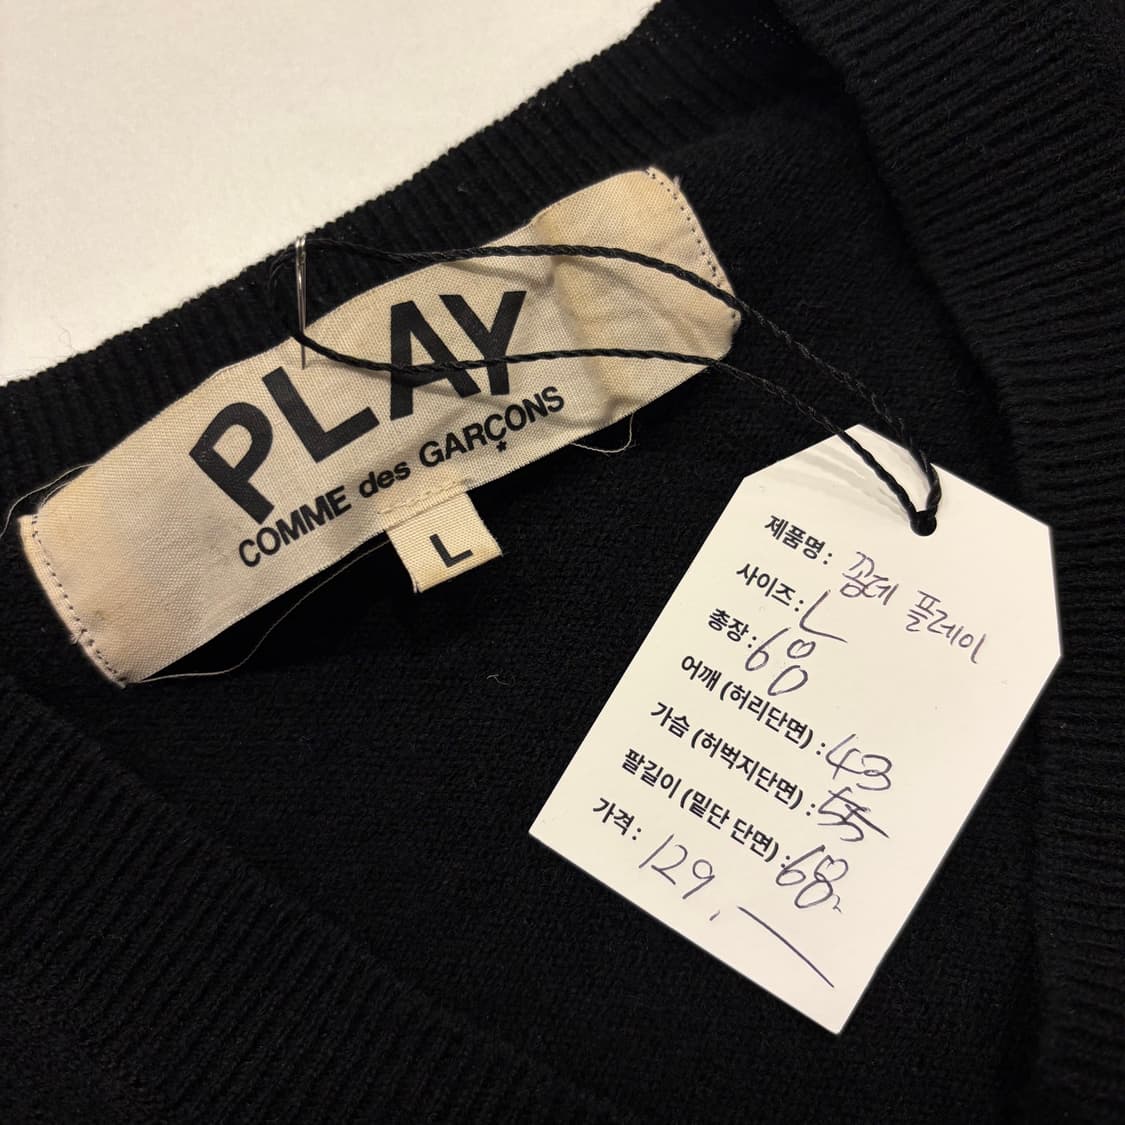 PLAY
COMME des GARÇONS
L
제품명 : 꼼데 플레이
사이즈 : L
총장 : 68
어깨 (허리단면) : 43
가슴 (허벅지단면) : 55
팔길이 (밑단 단면) : 68.
가격 : 129.—